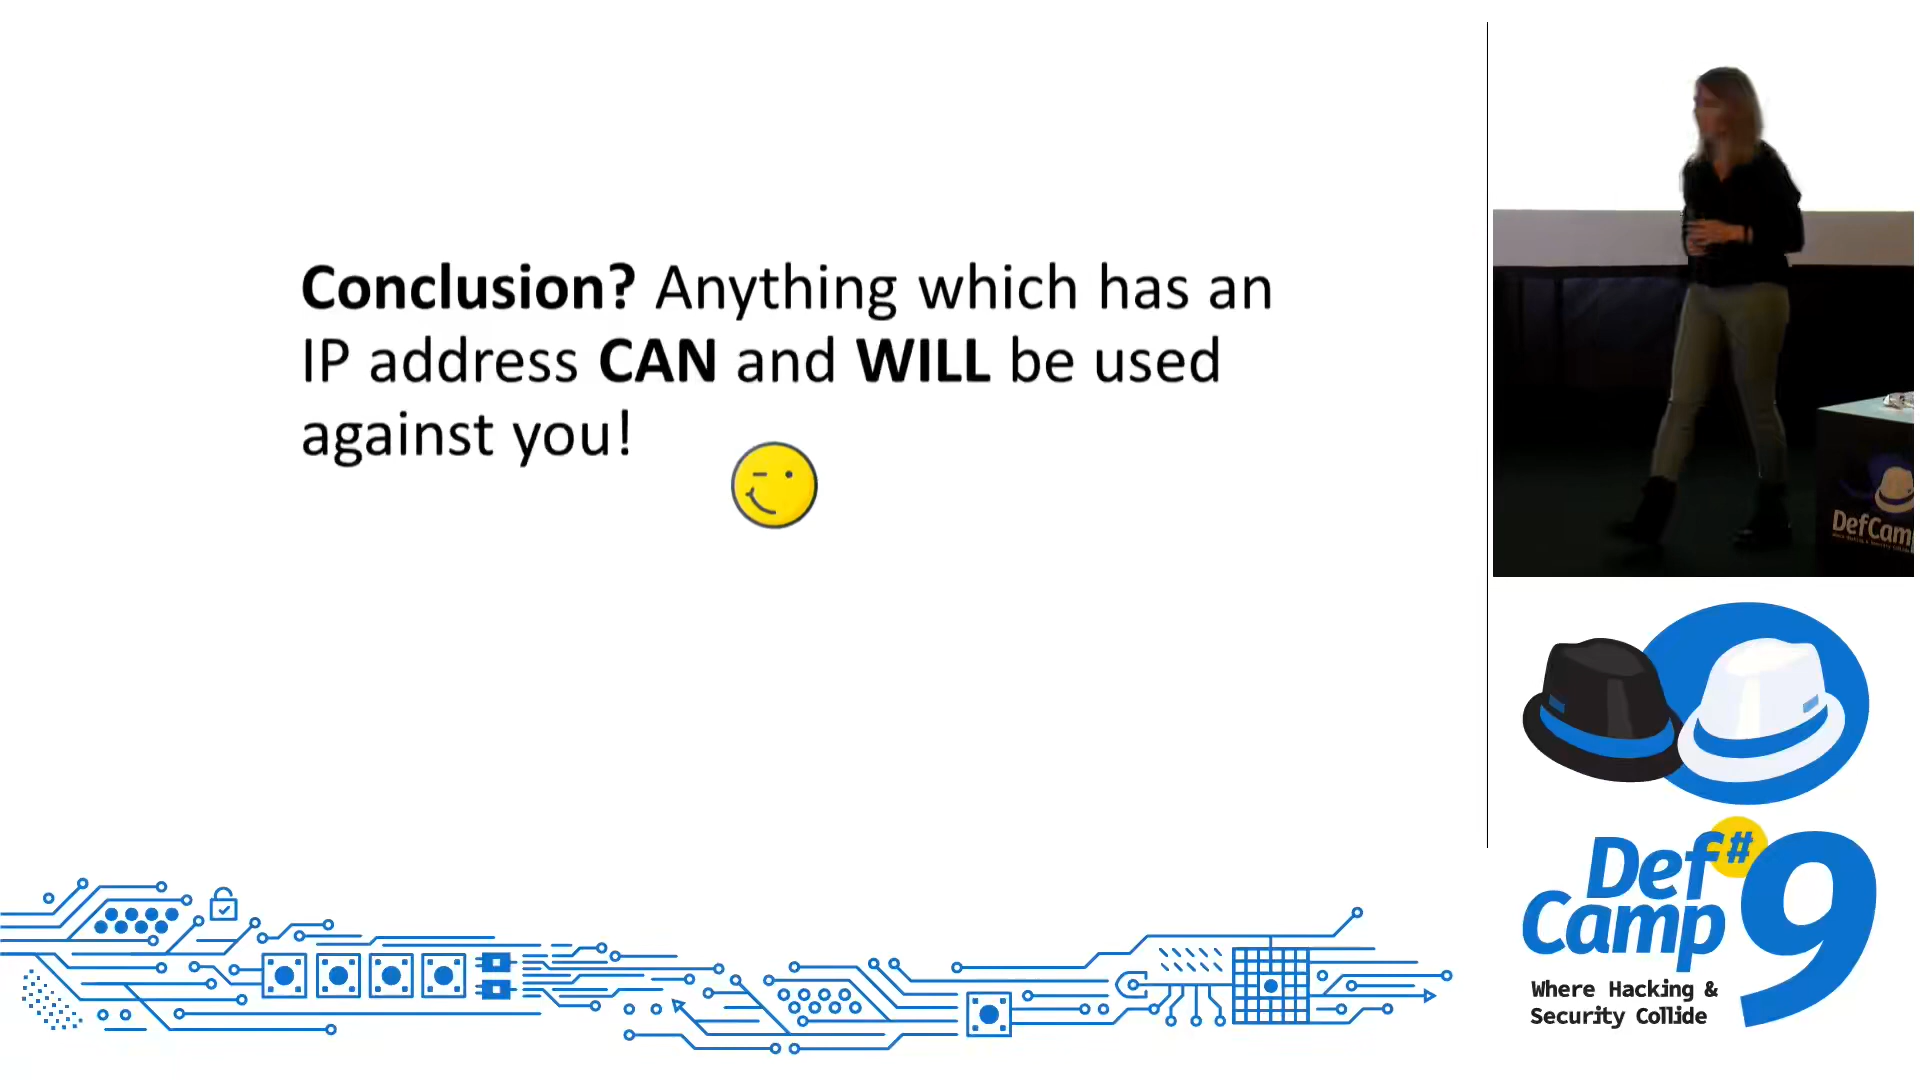 Conclusion? Anything which has an
IP address CAN and WILL be used
against you!
DefCamp
Def
Camp
#
9
Where Hacking &
Security Collide